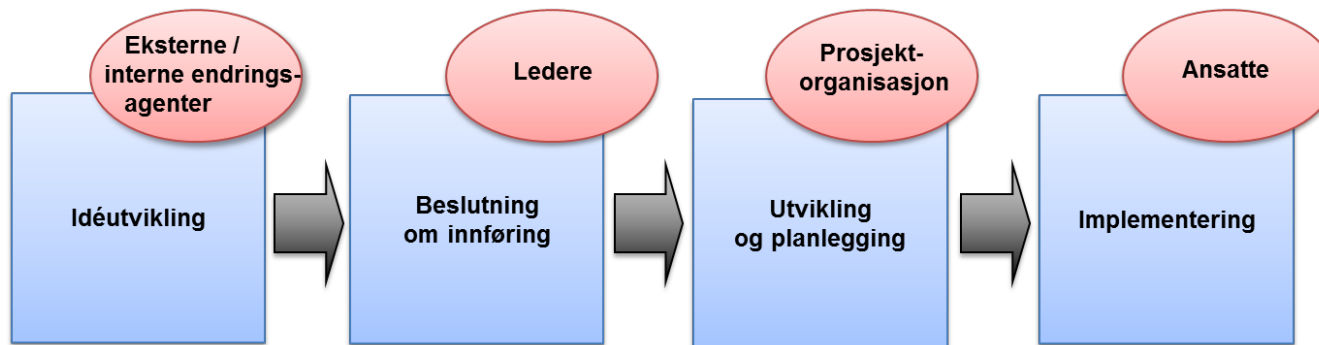 Eksterne /
interne endrings-
agenter
Idéutvikling
Ledere
Beslutning
om innføring
Prosjekt-
organisasjon
Utvikling
og planlegging
Ansatte
Implementering